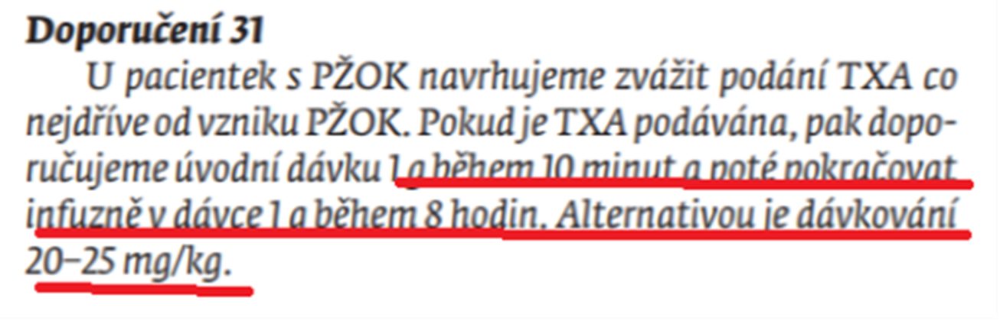 Doporučení 31
U pacientek s PŽOK navrhujeme zvážit podání TXA co
nejdříve od vzniku PŽOK. Pokud je TXA podávána, pak dopo-
ručujeme úvodní dávku 1 g během 10 minut a poté pokračovat
infuzně v dávce 1 g během 8 hodin. Alternativou je dávkování
20–25 mg/kg.